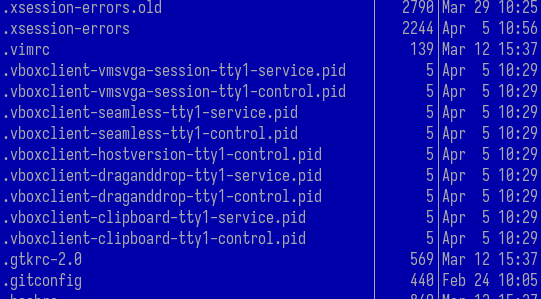 .xsession-errors.old 2790 Mar 29 10:25
.xsession-errors 2244 Apr 5 10:56
.vimrc 139 Mar 12 15:37
.vboxclient-vmsvga-session-tty1-service.pid 5 Apr 5 10:29
.vboxclient-vmsvga-session-tty1-control.pid 5 Apr 5 10:29
.vboxclient-seamless-tty1-service.pid 5 Apr 5 10:29
.vboxclient-seamless-tty1-control.pid 5 Apr 5 10:29
.vboxclient-hostversion-tty1-control.pid 5 Apr 5 10:29
.vboxclient-draganddrop-tty1-service.pid 5 Apr 5 10:29
.vboxclient-draganddrop-tty1-control.pid 5 Apr 5 10:29
.vboxclient-clipboard-tty1-service.pid 5 Apr 5 10:29
.vboxclient-clipboard-tty1-control.pid 5 Apr 5 10:29
.gtkrc-2.0 569 Mar 12 15:37
.gitconfig 440 Feb 24 10:05